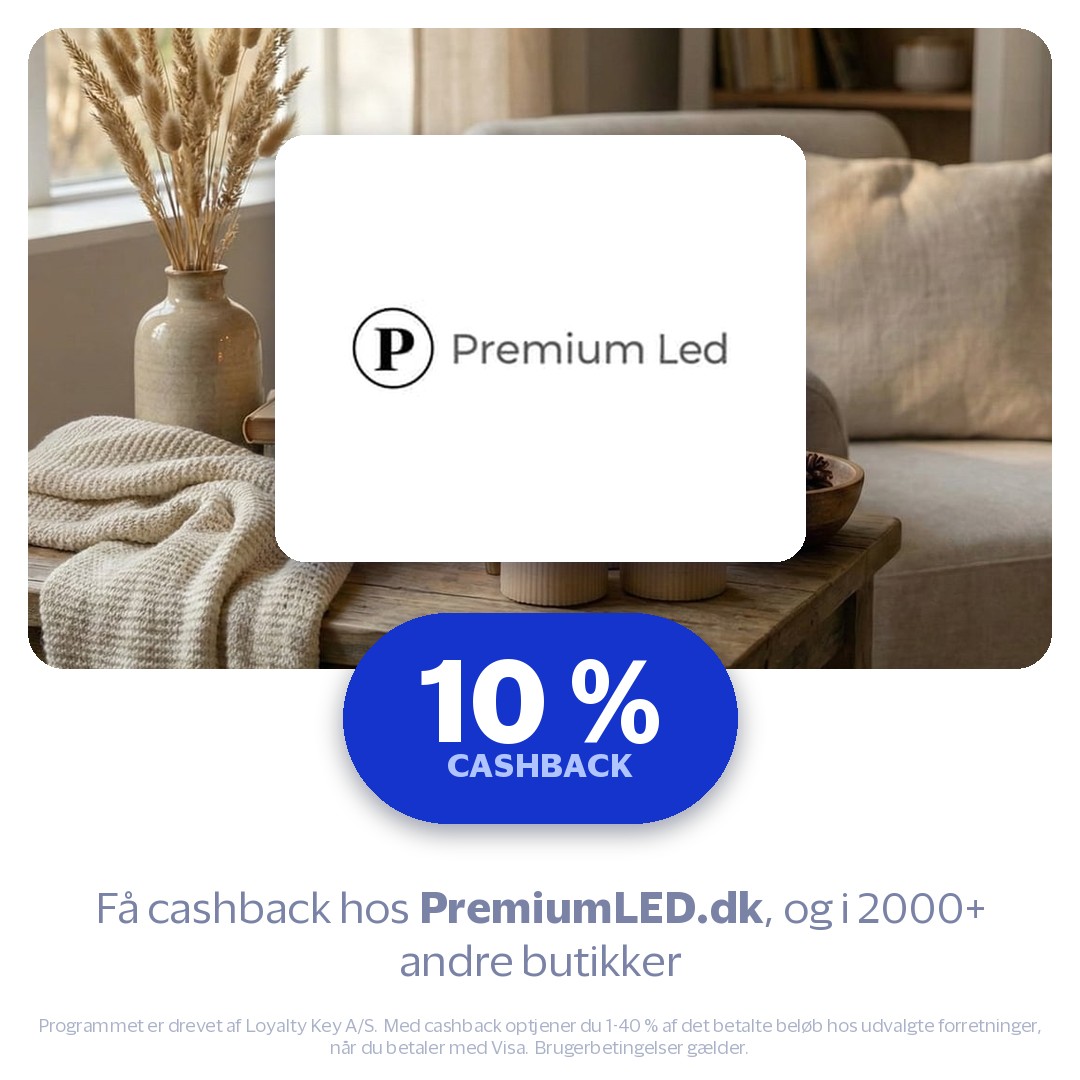 P Premium Led
10 %
CASHBACK
Få cashback hos PremiumLED.dk, og i 2000+
andre butikker
Programmet er drevet af Loyalty Key A/S. Med cashback optjener du 1-40 % af det betalte beløb hos udvalgte forretninger,
når du betaler med Visa. Brugerbetingelser gælder.